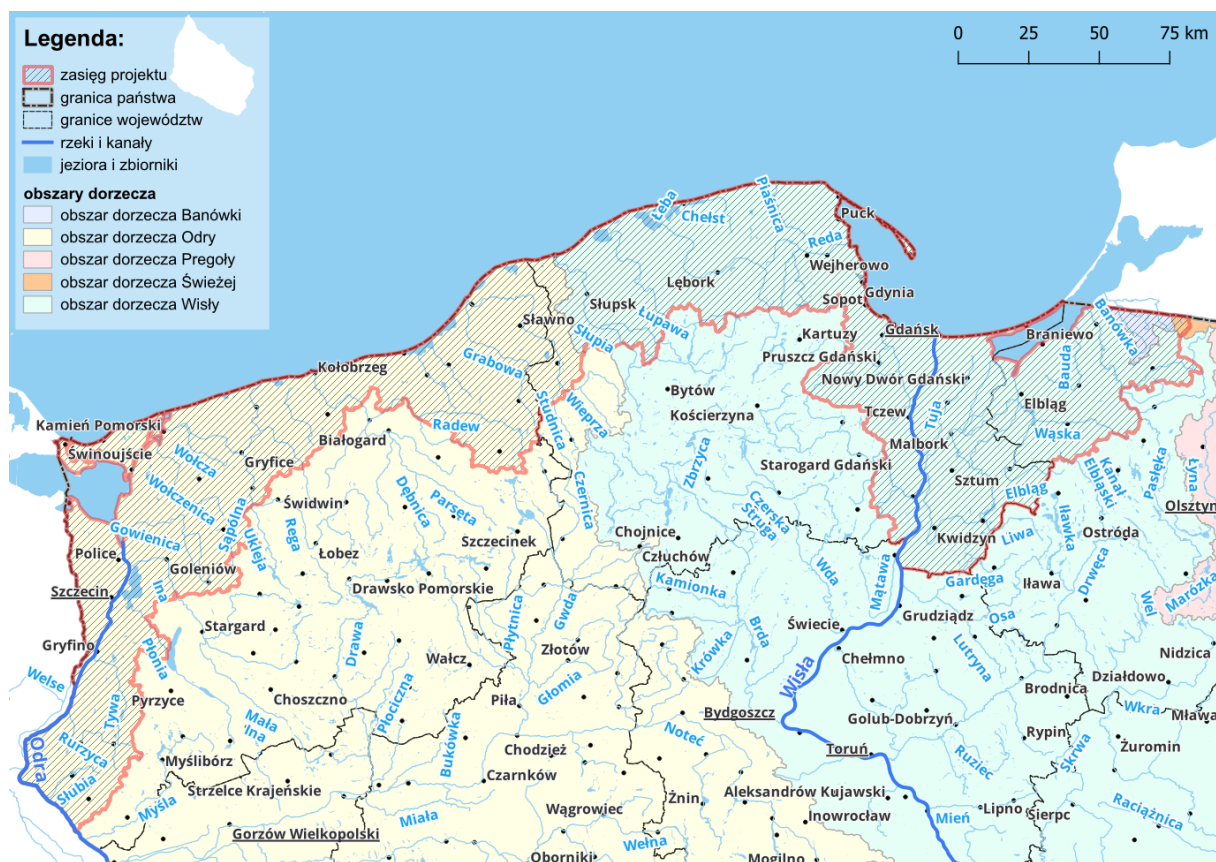 Legenda:
zasięg projektu
granica państwa
granice województw
rzeki i kanały
jeziora i zbiorniki
obszary dorzecza
obszar dorzecza Banówki
obszar dorzecza Odry
obszar dorzecza Pregoły
obszar dorzecza Świeżej
obszar dorzecza Wisły
0 25 50 75 km
Łeba
Chełst
Piaśnica
Puck
Reda
Wejherowo
Lębork
Gdynia
Sopot
Słupsk
Łupawa
Sławno
Słupia
Kartuzy
Gdańsk
Braniewo
Banówka
Pruszcz Gdański
Grabowa
Kołobrzeg
Nowy Dwór Gdański
Bauda
Bytów
Kościerzyna
Tczew
Tuja
Elbląg
Wieprza
Studnica
Radew
Białogard
Kamień Pomorski
Świnoujście
Wołcza
Gryfice
Malbork
Wąska
Zbrzyca
Starogard Gdański
Sztum
Elbląg
Kanał
Elbląski
Pasłęka
Łyna
Olsztyn
Wołczenica
Świdwin
Dębnica
Parsęta
Czernica
Czerska
Struga
Gowienica
Sąpólna
Ukleja
Rega
Chojnice
Człuchów
Szczecinek
Kwidzyn
Liwa
Iławka
Ostróda
Police
Goleniów
Łobez
Drawsko Pomorskie
Kamionka
Wda
Mątawa
Gardęga
Iława
Drwęca
Wel
Marózka
Szczecin
Ina
Stargard
Płytnica
Gwda
Grudziądz
Osa
Świecie
Gryfino
Płonia
Drawa
Wałcz
Złotów
Krówka
Brda
Chełmno
Lutryna
Nidzica
Działdowo
Welse
Pyrzyce
Choszczno
Płociczna
Piła
Głomia
Wisła
Brodnica
Wkra
Mława
Tywa
Bydgoszcz
Golub-Dobrzyń
Mała
Ina
Bukówka
Noteć
Toruń
Rypin
Skrwa
Żuromin
Odra
Rurzyca
Myślibórz
Chodzież
Czarnków
Ruziec
Słubia
Strzelce Krajeńskie
Żnin
Aleksandrów Kujawski
Myśla
Miała
Wągrowiec
Inowrocław
Mień
Lipno
Sierpc
Raciążnica
Gorzów Wielkopolski
Wełna
Oborniki
Mogilno